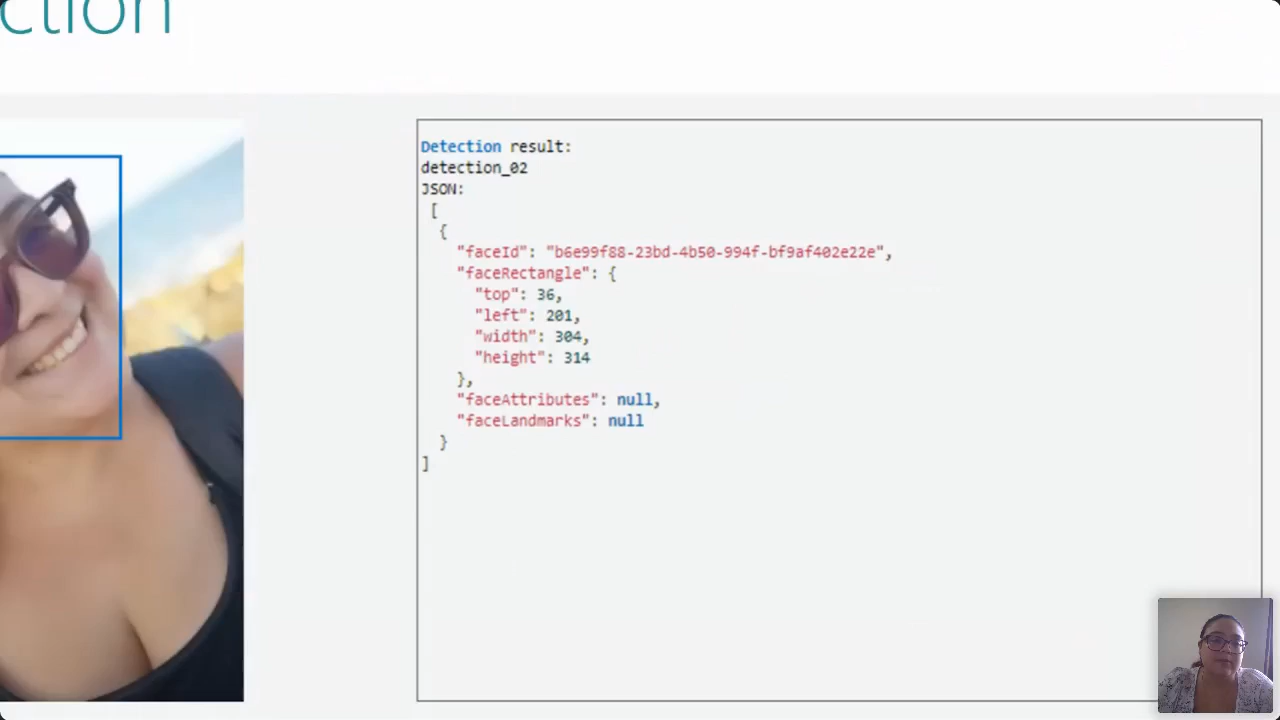 ction
Detection result:
detection_02
JSON:
[
{
"faceId": "b6e99f88-23bd-4b50-994f-bf9af402e22e",
"faceRectangle": {
"top": 36,
"left": 201,
"width": 304,
"height": 314
},
"faceAttributes": null,
"faceLandmarks": null
}
]